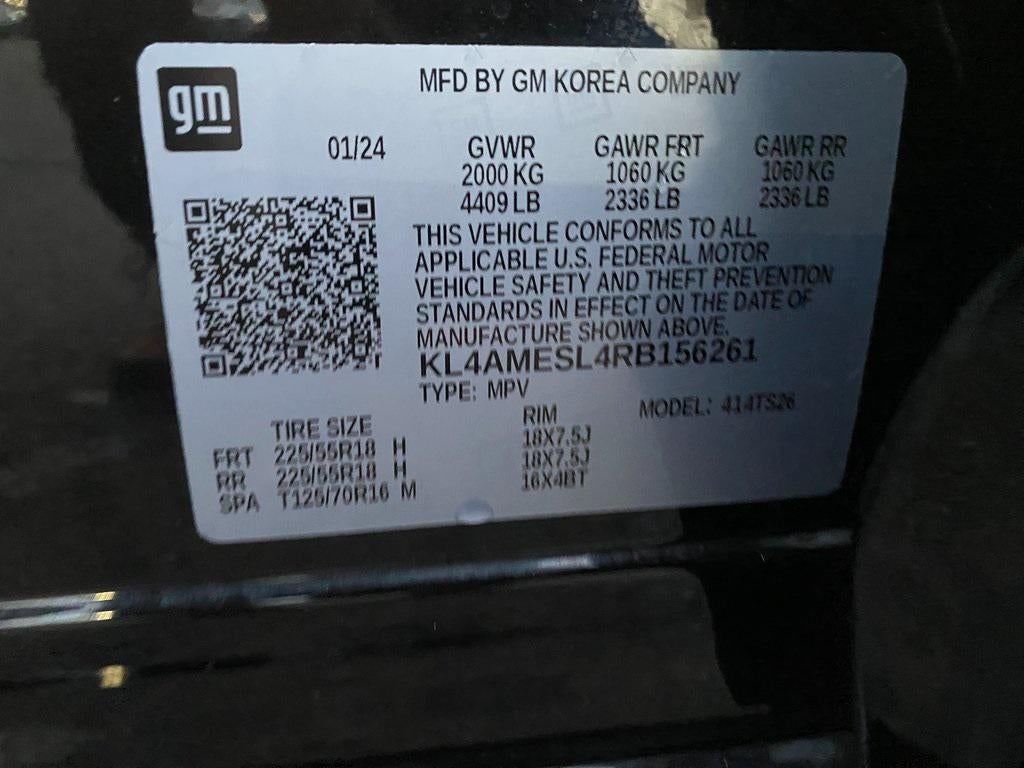 gm
MFD BY GM KOREA COMPANY
01/24 GVWR GAWR FRT GAWR RR
2000 KG 1060 KG 1060 KG
4409 LB 2336 LB 2336 LB
THIS VEHICLE CONFORMS TO ALL
APPLICABLE U.S. FEDERAL MOTOR
VEHICLE SAFETY AND THEFT PREVENTION
STANDARDS IN EFFECT ON THE DATE OF
MANUFACTURE SHOWN ABOVE.
KL4AMESL4RB156261
TYPE: MPV MODEL: 414TS26
TIRE SIZE RIM
FRT 225/55R18 H 18X7.5J
RR 225/55R18 H 18X7.5J
SPA T125/70R16 M 16X4BT